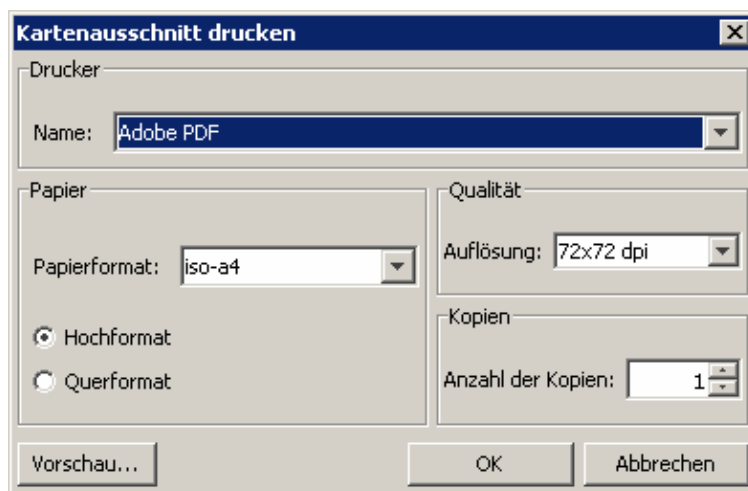 Kartenausschnitt drucken
Drucker
Name: Adobe PDF
Papier
Papierformat: iso-a4
Hochformat
Querformat
Qualität
Auflösung: 72x72 dpi
Kopien
Anzahl der Kopien: 1
Vorschau... OK Abbrechen